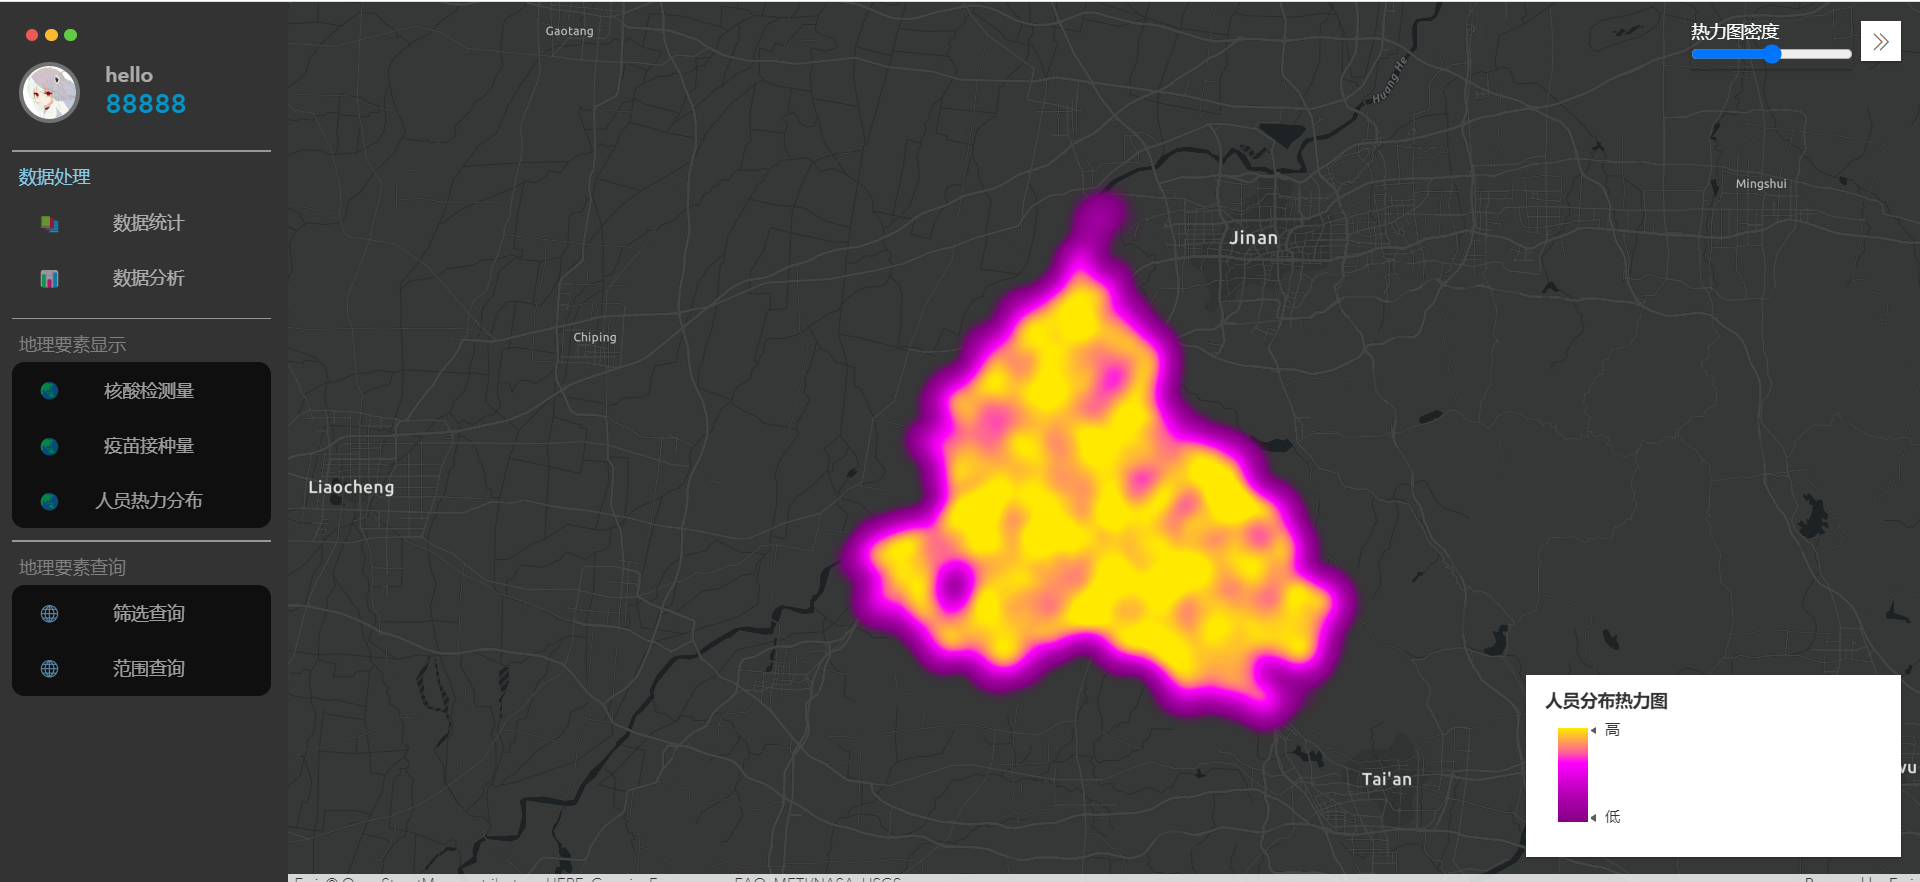 hello
88888
数据处理
数据统计
数据分析
地理要素显示
核酸检测量
疫苗接种量
人员热力分布
地理要素查询
筛选查询
范围查询
热力图密度
Gaotang
Huang He
Mingshui
Jinan
Chiping
Liaocheng
Tai'an
人员分布热力图
高
低